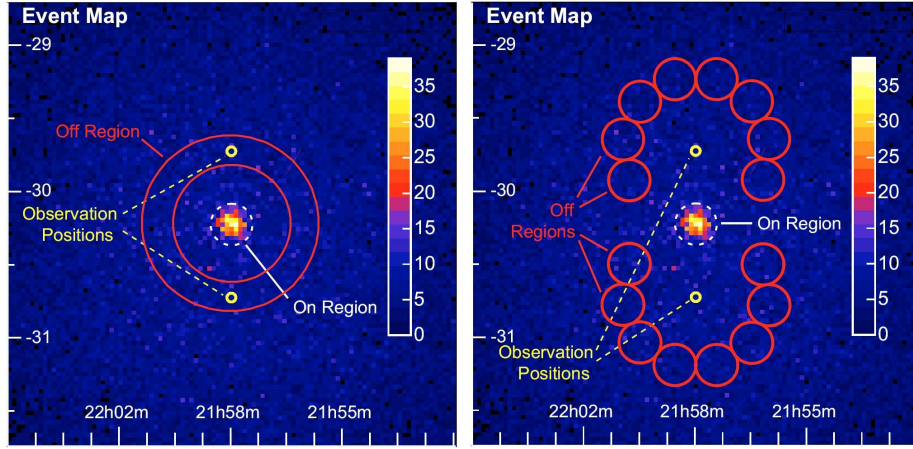 Event Map
-29
-30
-31
Off Region
Observation
Positions
On Region
35
30
25
20
15
10
5
0
22h02m
21h58m
21h55m
Event Map
-29
-30
-31
Off
Regions
On Region
Observation
Positions
35
30
25
20
15
10
5
0
22h02m
21h58m
21h55m